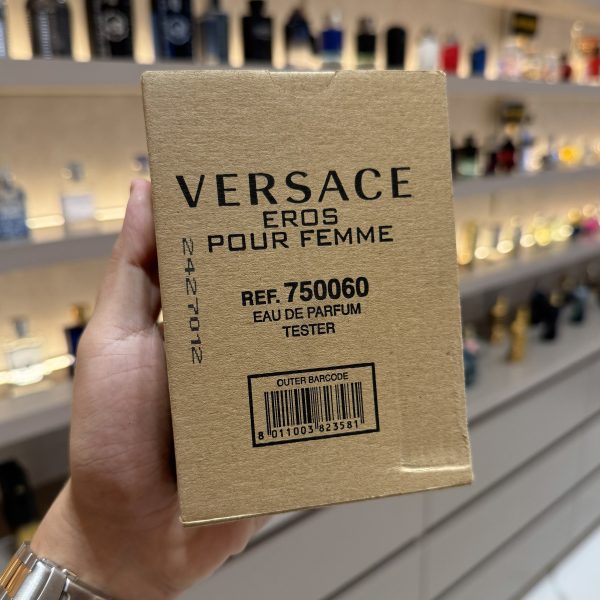 VERSACE
EROS
POUR FEMME
2427012
REF. 750060
EAU DE PARFUM
TESTER
OUTER BARCODE
8 011003 823581